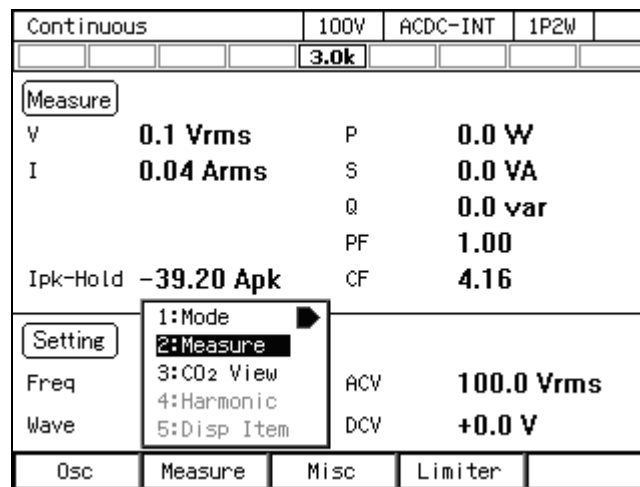 Continuous 100V ACDC-INT 1P2W
3.0k
Measure
V 0.1 Vrms P 0.0 W
I 0.04 Arms S 0.0 VA
Q 0.0 var
PF 1.00
Ipk-Hold -39.20 Apk CF 4.16
1:Mode
Setting 2:Measure
3:CO2 View
Freq ACV 100.0 Vrms
4:Harmonic
Wave 5:Disp Item DCV +0.0 V
Osc Measure Misc Limiter